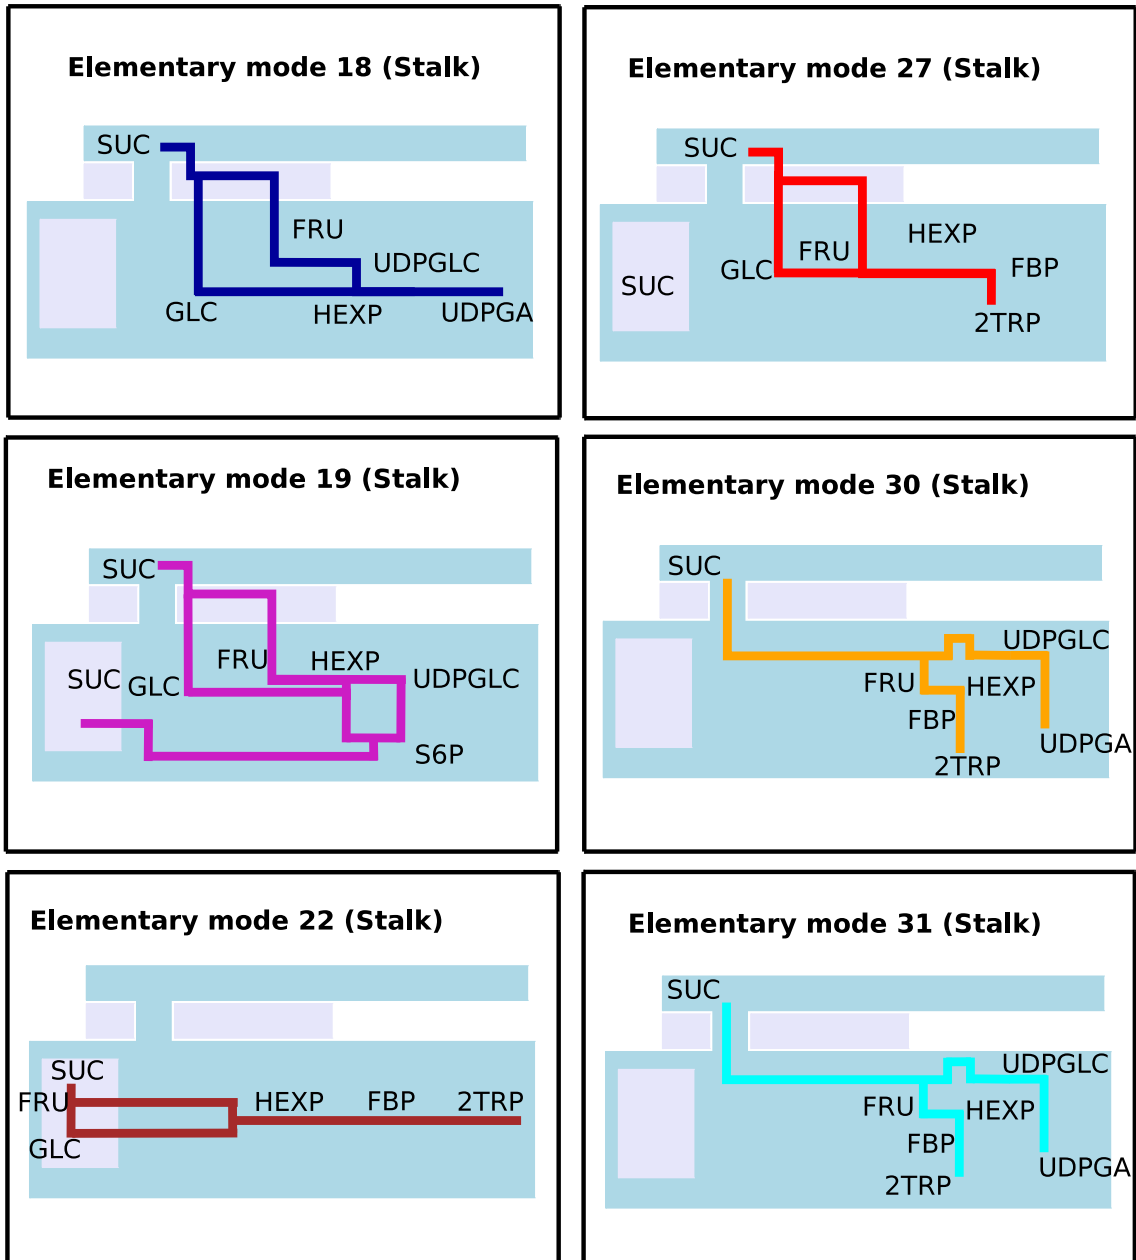 Elementary mode 18 (Stalk)
SUC
FRU
UDPGLC
GLC
HEXP
UDPGA
Elementary mode 27 (Stalk)
SUC
HEXP
FRU
GLC
FBP
SUC
2TRP
Elementary mode 19 (Stalk)
SUC
FRU
HEXP
SUC
GLC
UDPGLC
S6P
Elementary mode 30 (Stalk)
SUC
UDPGLC
FRU
HEXP
FBP
UDPGA
2TRP
Elementary mode 22 (Stalk)
SUC
FRU
HEXP
FBP
2TRP
GLC
Elementary mode 31 (Stalk)
SUC
UDPGLC
FRU
HEXP
FBP
UDPGA
2TRP